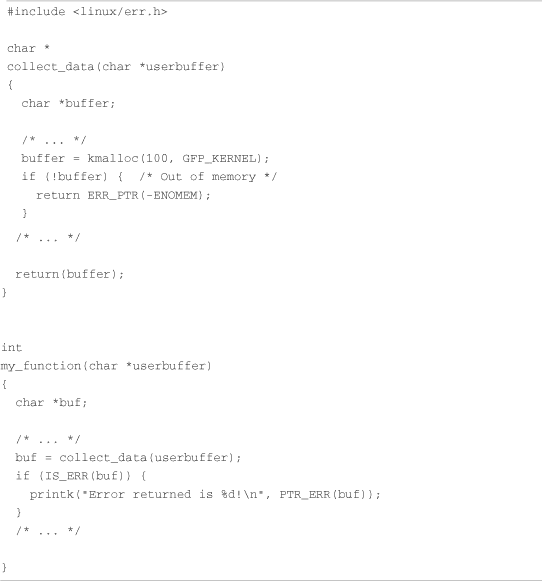 #include <linux/err.h>
char *
collect_data(char *userbuffer)
{
char *buffer;
/* ... */
buffer = kmalloc(100, GFP_KERNEL);
if (!buffer) {  /* Out of memory */
return ERR_PTR(-ENOMEM);
}
/* ... */
return(buffer);
}
int
my_function(char *userbuffer)
{
char *buf;
/* ... */
buf = collect_data(userbuffer);
if (IS_ERR(buf)) {
printk("Error returned is %d!\n", PTR_ERR(buf));
}
/* ... */
}